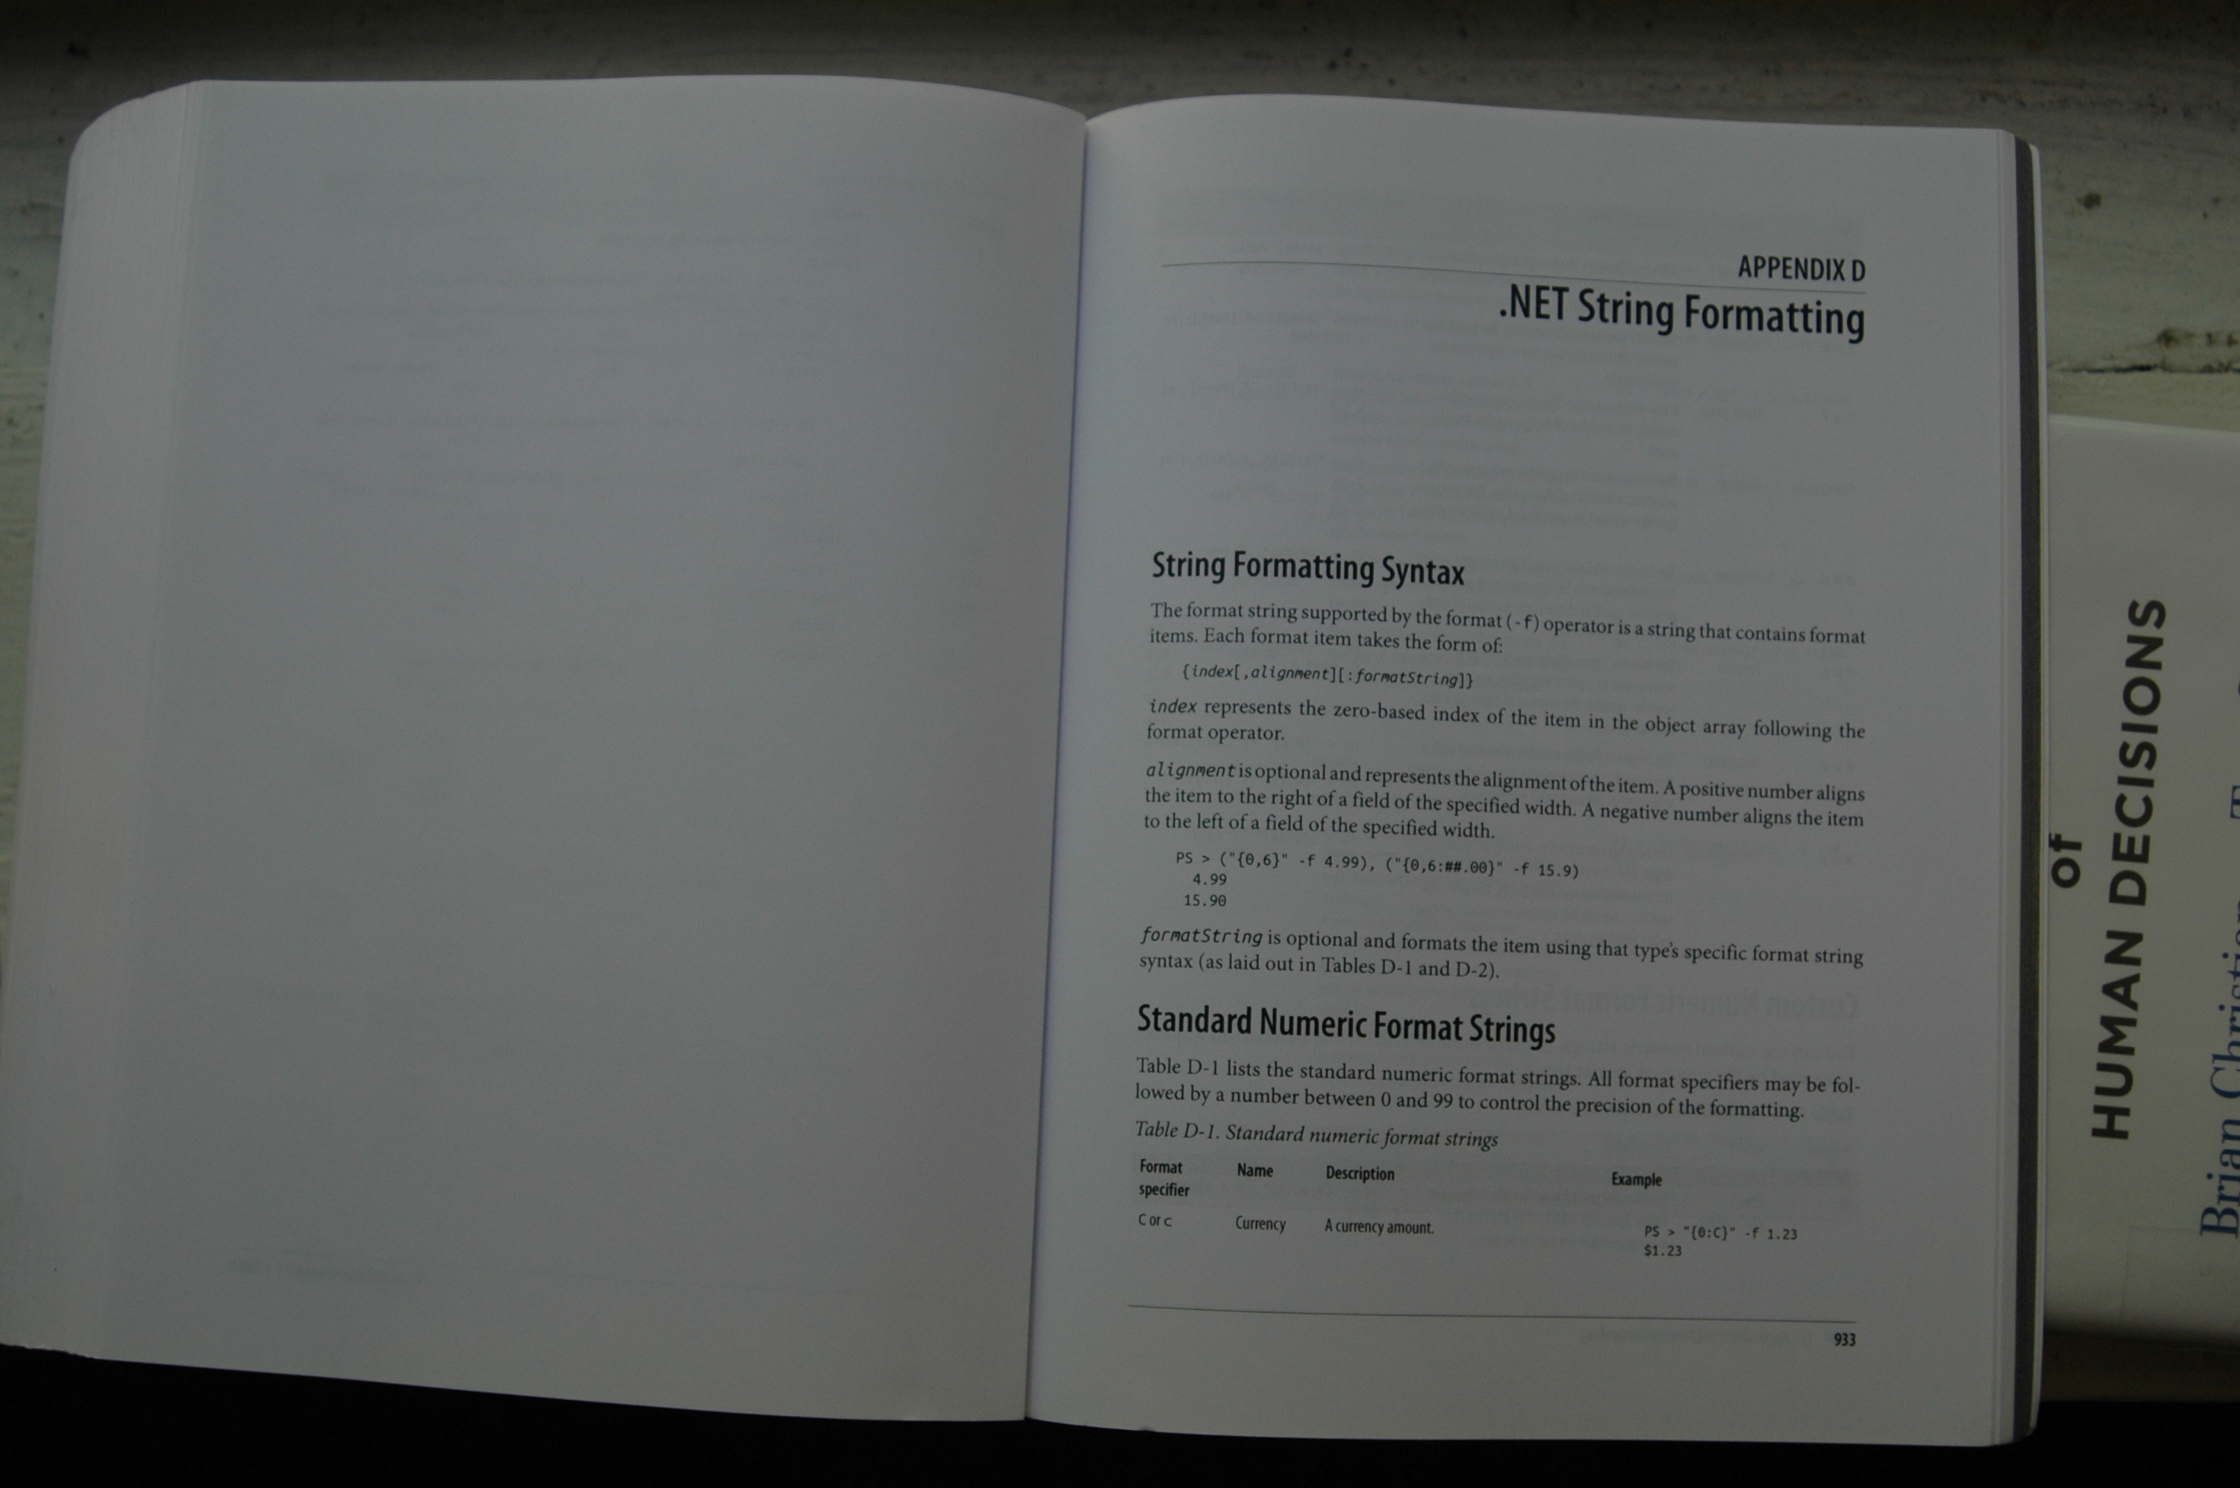 APPENDIX D
.NET String Formatting
String Formatting Syntax
The format string supported by the format (-f) operator is a string that contains format
items. Each format item takes the form of:
{index[,alignment][:formatString]}
index represents the zero-based index of the item in the object array following the
format operator.
alignment is optional and represents the alignment of the item. A positive number aligns
the item to the right of a field of the specified width. A negative number aligns the item
to the left of a field of the specified width.
PS > ("{0,6}" -f 4.99), ("{0,6:##.00}" -f 15.9)
4.99
15.90
formatString is optional and formats the item using that type's specific format string
syntax (as laid out in Tables D-1 and D-2).
Standard Numeric Format Strings
Table D-1 lists the standard numeric format strings. All format specifiers may be fol-
lowed by a number between 0 and 99 to control the precision of the formatting.
Table D-1. Standard numeric format strings
Format Name Description Example
specifier
C or c Currency A currency amount. PS > "{0:C}" -f 1.23
$1.23
933
of
HUMAN DECISIONS
Brian Christian